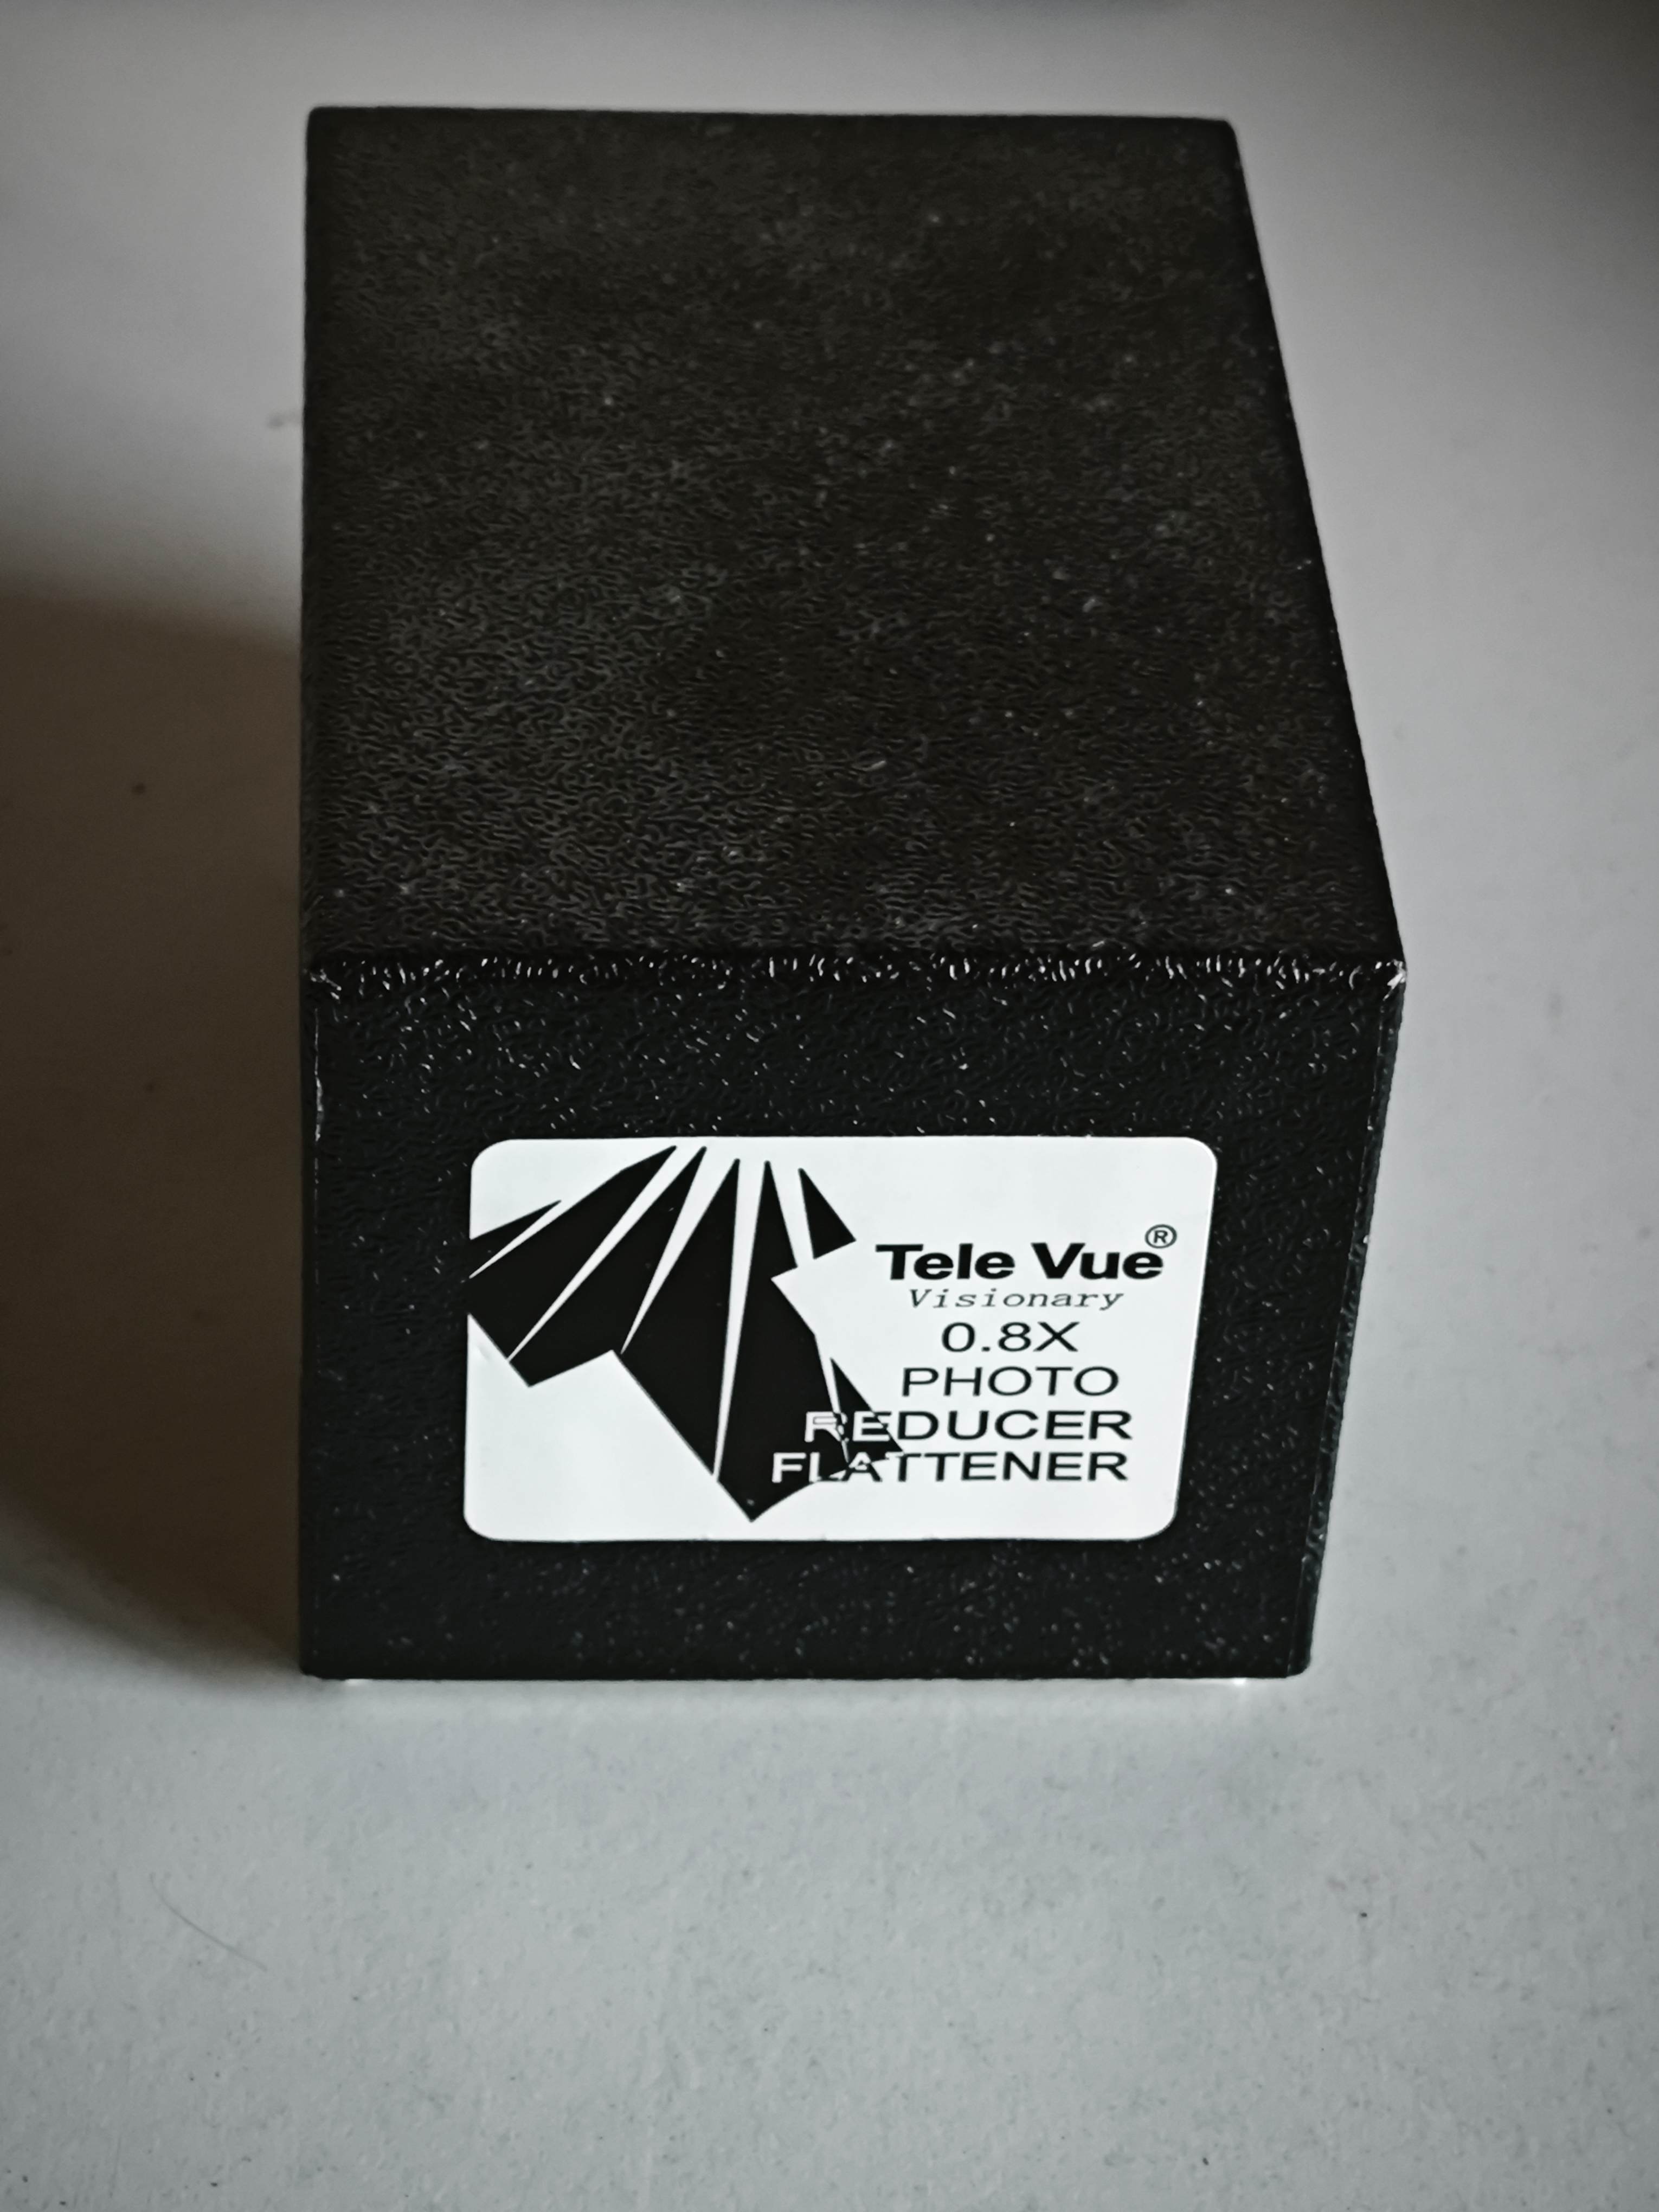 Tele Vue®
Visionary
0.8X
PHOTO
REDUCER
FLATTENER